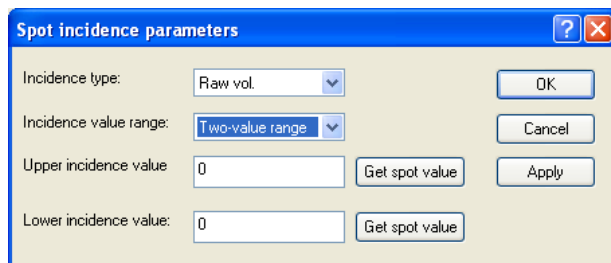 Spot incidence parameters
Incidence type: Raw vol. OK
Incidence value range: Two-value range Cancel
Upper incidence value 0 Get spot value Apply
Lower incidence value: 0 Get spot value